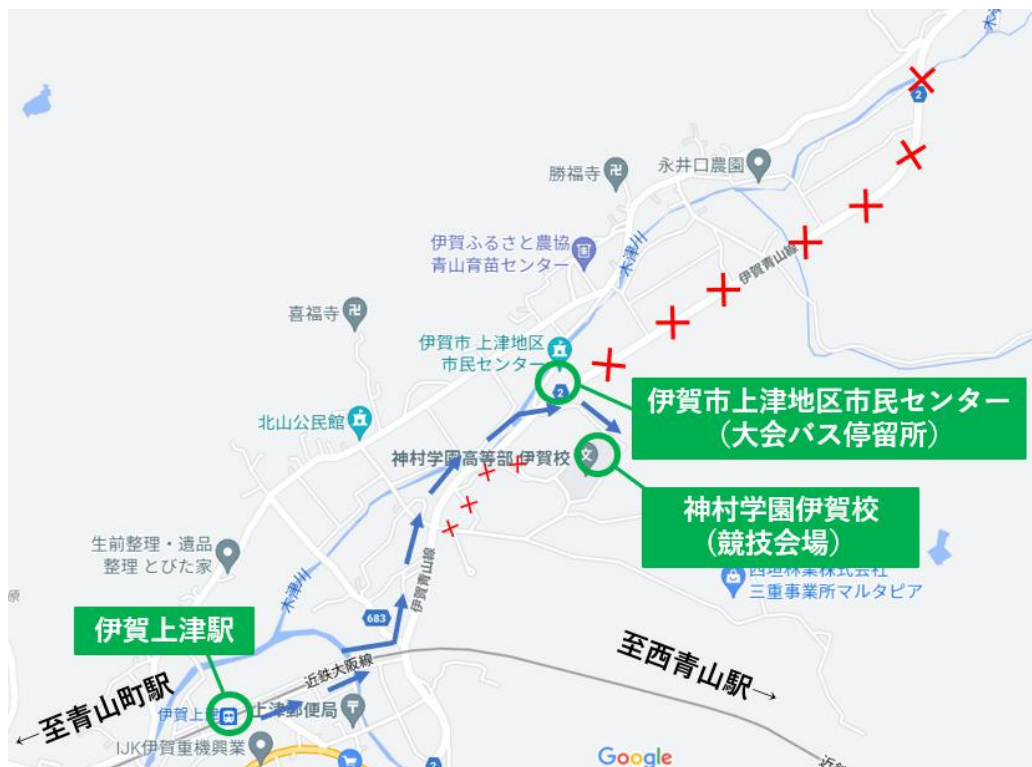 木
2
勝福寺
永井口農園
伊賀ふるさと農協
青山育苗センター
木津川
伊賀青山線
喜福寺
伊賀市 上津地区
市民センター
2
伊賀市上津地区市民センター
（大会バス停留所）
北山公民館
神村学園高等部 伊賀校
神村学園伊賀校
（競技会場）
生前整理・遺品
整理 とびた家
木津川
伊賀青山線
西垣林業株式会社
三重事業所マルタピア
原
683
伊賀上津駅
近鉄大阪線
至西青山駅→
←至青山町駅
伊賀上津
上津郵便局
IJK伊賀重機興業
2
Google
近鉄